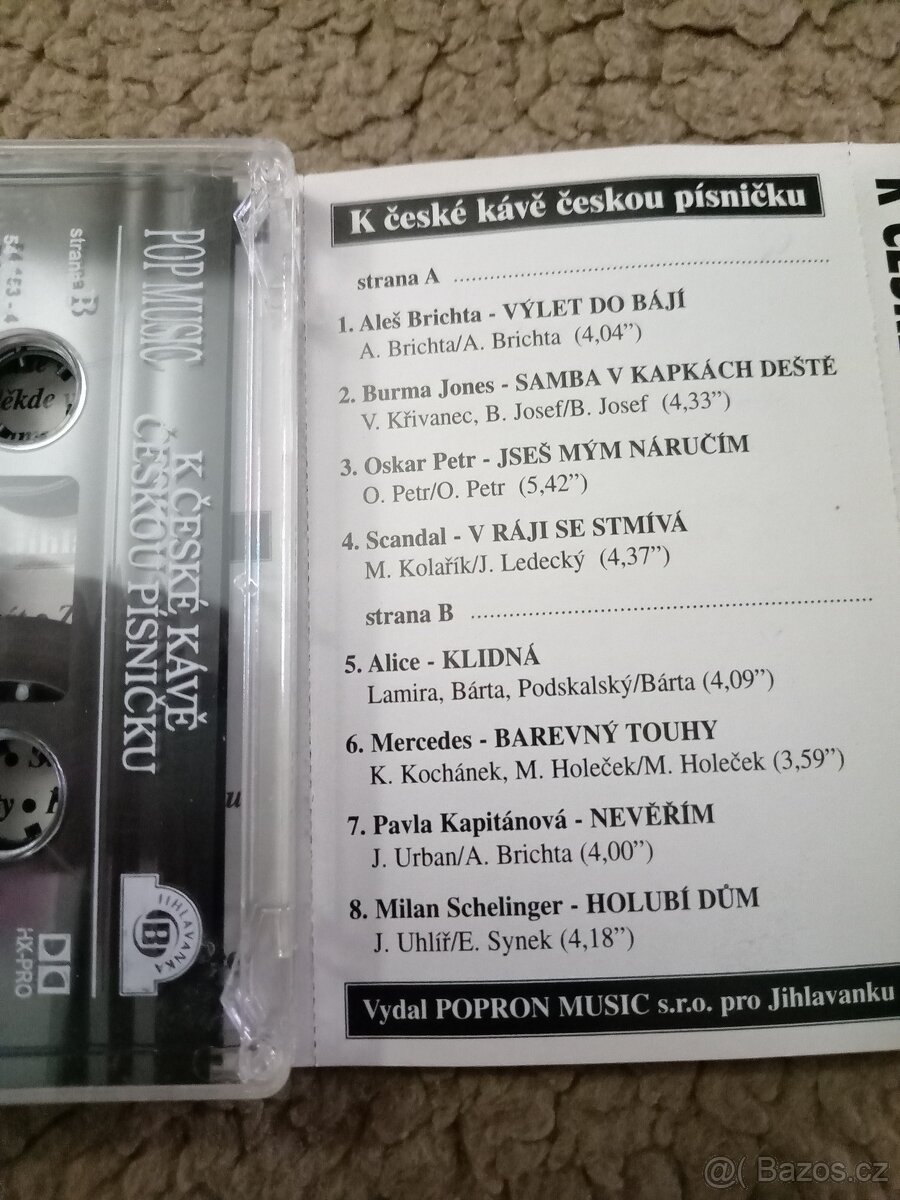 strana B
POP MUSIC
K ČESKÉ KÁVĚ
ČESKOU PÍSNIČKU
JIHLAVANKA
HX-PRO
ěkde
K české kávě českou písničku
strana A
1. Aleš Brichta - VÝLET DO BÁJÍ
A. Brichta/A. Brichta (4,04”)
2. Burma Jones - SAMBA V KAPKÁCH DEŠTĚ
V. Křivanec, B. Josef/B. Josef (4,33”)
3. Oskar Petr - JSEŠ MÝM NÁRUČÍM
O. Petr/O. Petr (5,42”)
4. Scandal - V RÁJI SE STMÍVÁ
M. Kolařík/J. Ledecký (4,37”)
strana B
5. Alice - KLIDNÁ
Lamira, Bárta, Podskalský/Bárta (4,09”)
6. Mercedes - BAREVNÝ TOUHY
K. Kochánek, M. Holeček/M. Holeček (3,59”)
7. Pavla Kapitánová - NEVĚŘÍM
J. Urban/A. Brichta (4,00”)
8. Milan Schelinger - HOLUBÍ DŮM
J. Uhlíř/E. Synek (4,18”)
Vydal POPRON MUSIC s.r.o. pro Jihlavanku
@( Bazos.cz